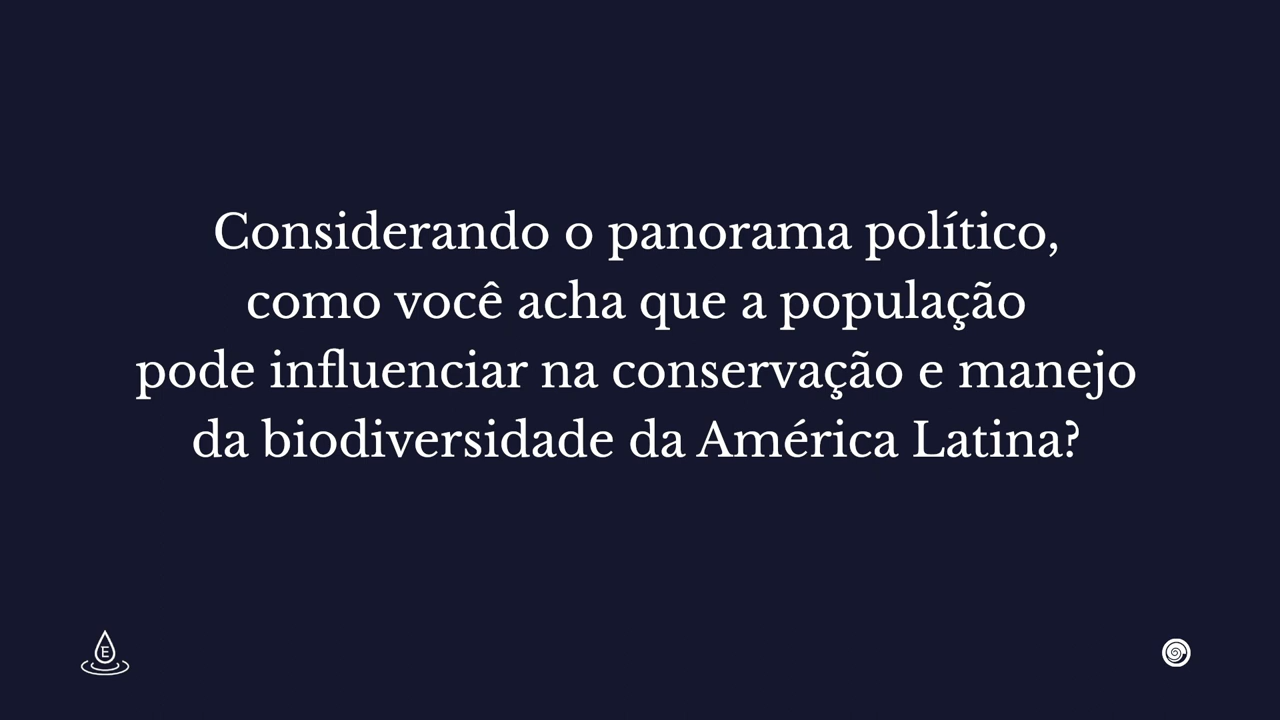 Considerando o panorama político,
como você acha que a população
pode influenciar na conservação e manejo
da biodiversidade da América Latina?
E